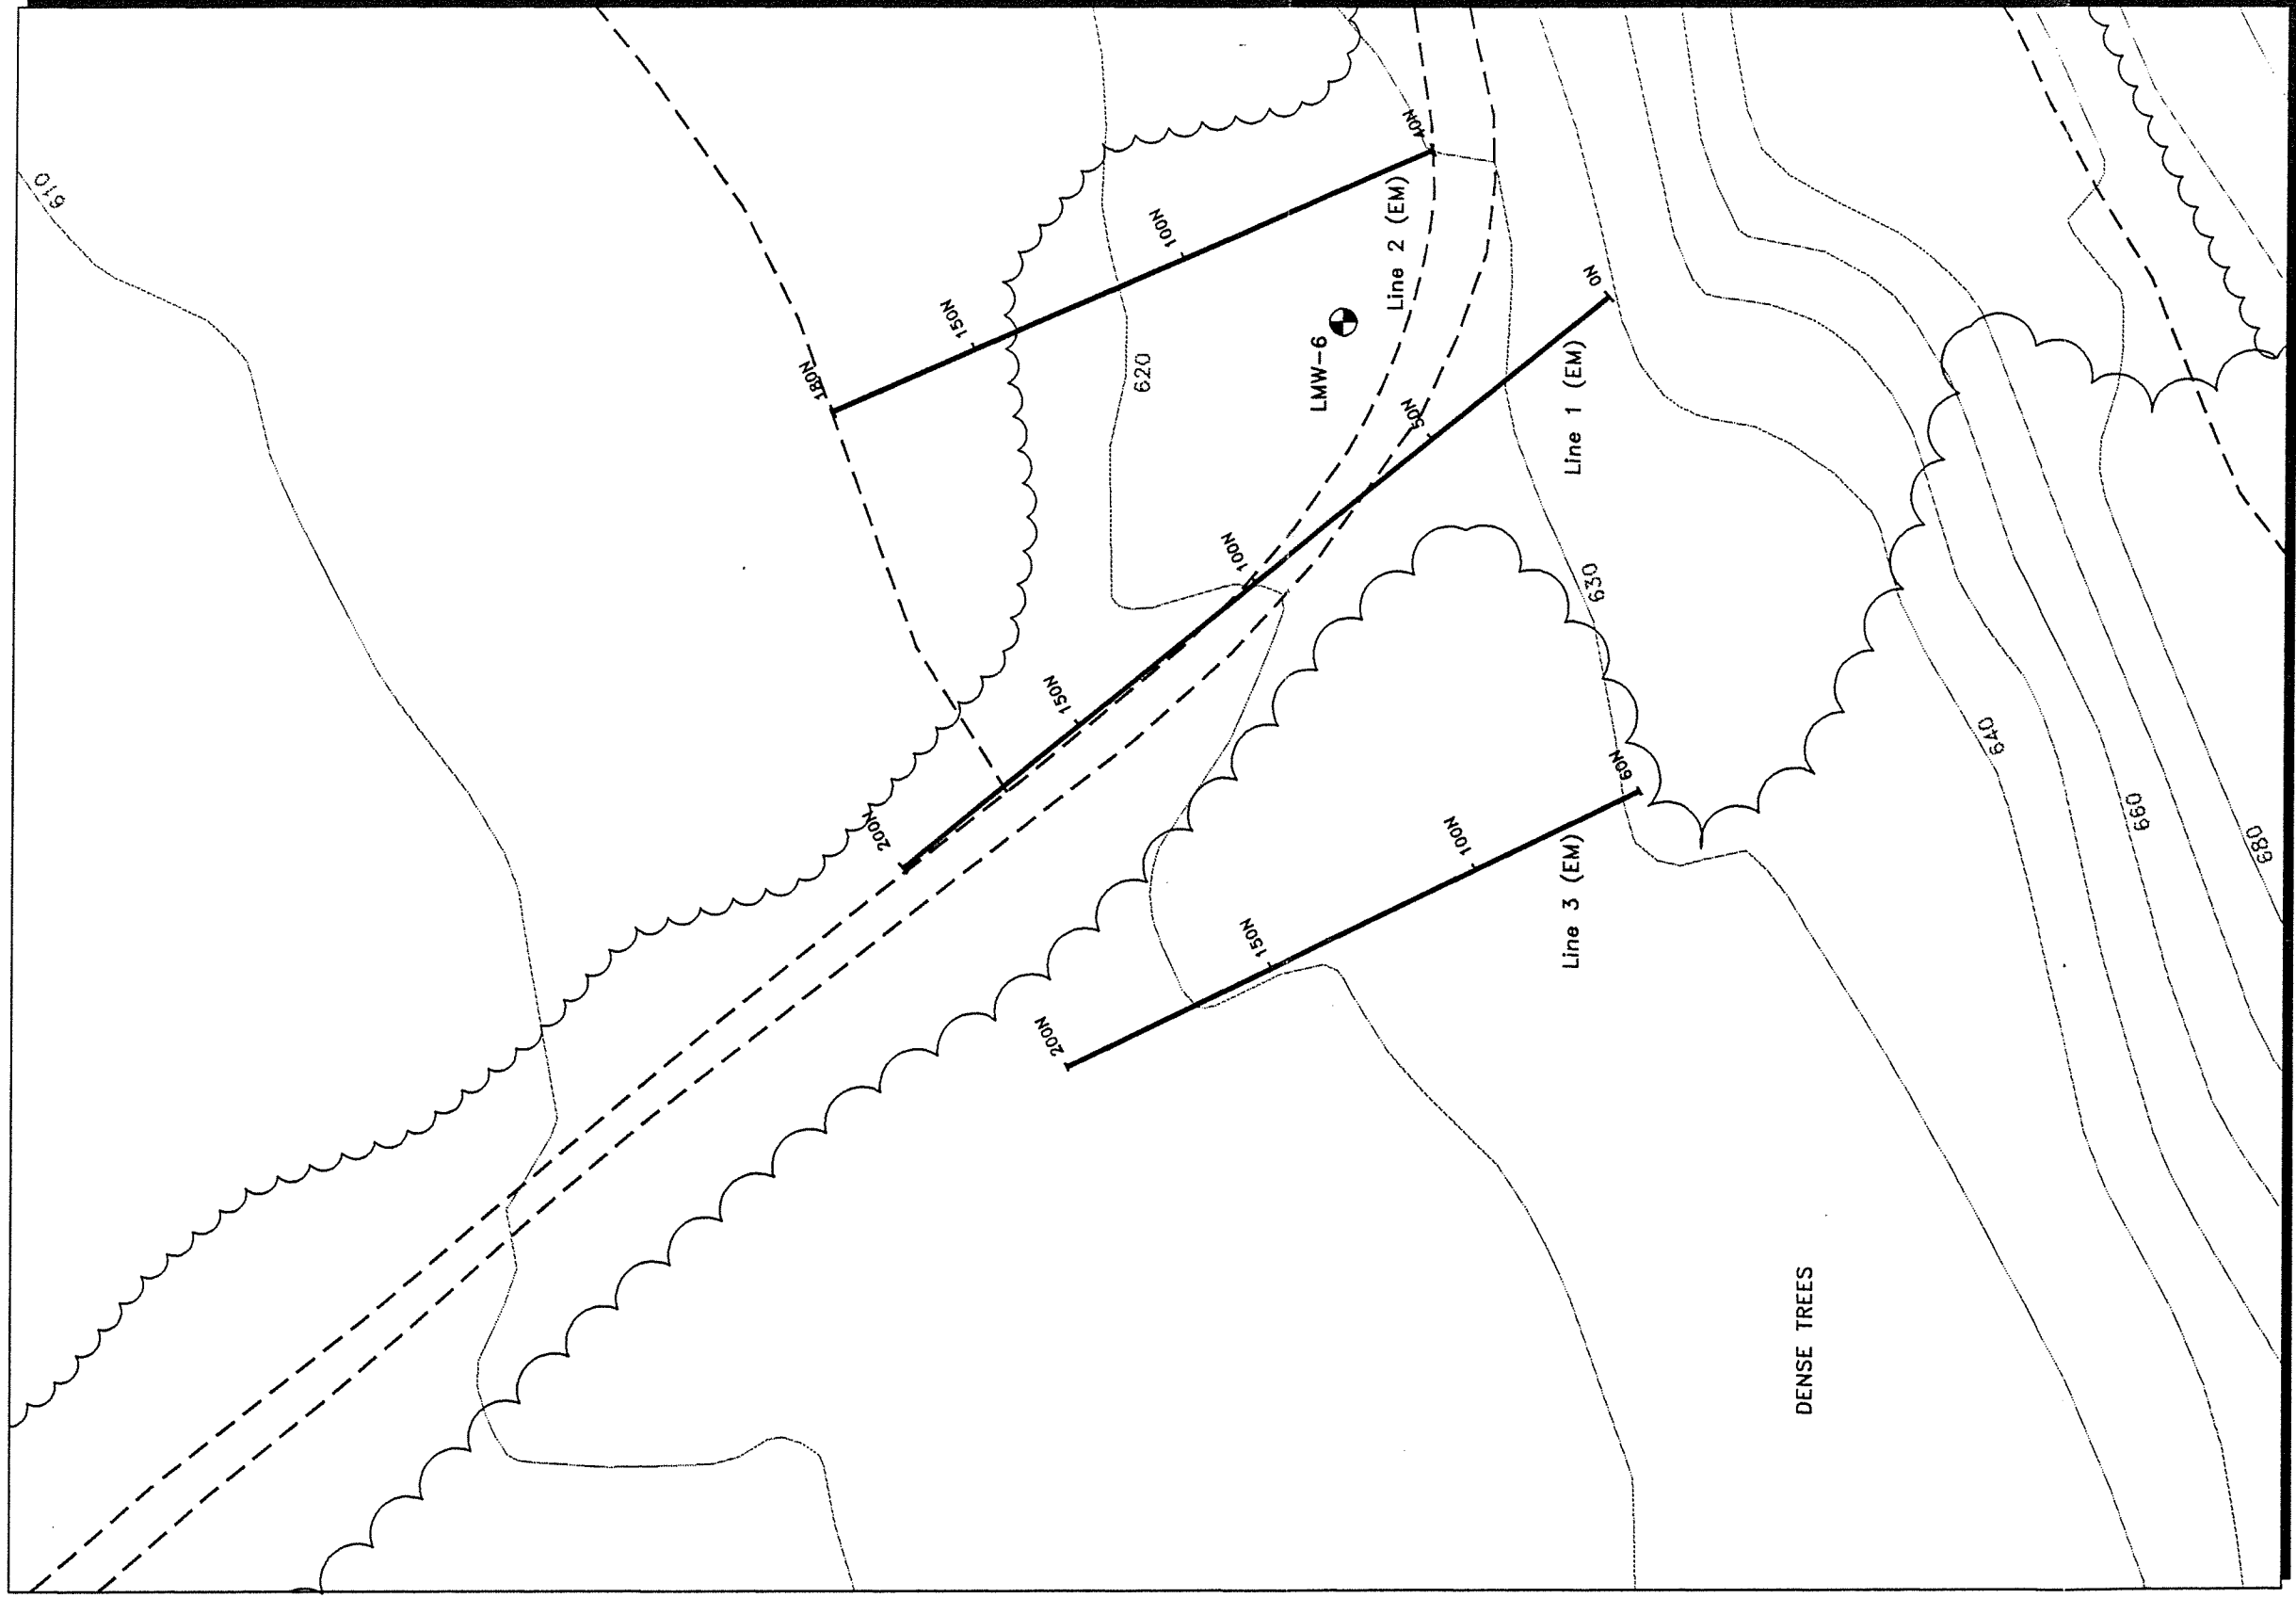 610
40N
Line 2 (EM)
100N
150N
180N
620
LMW-6
0N
Line 1 (EM)
50N
100N
150N
200N
630
60N
Line 3 (EM)
100N
150N
200N
640
660
680
DENSE TREES